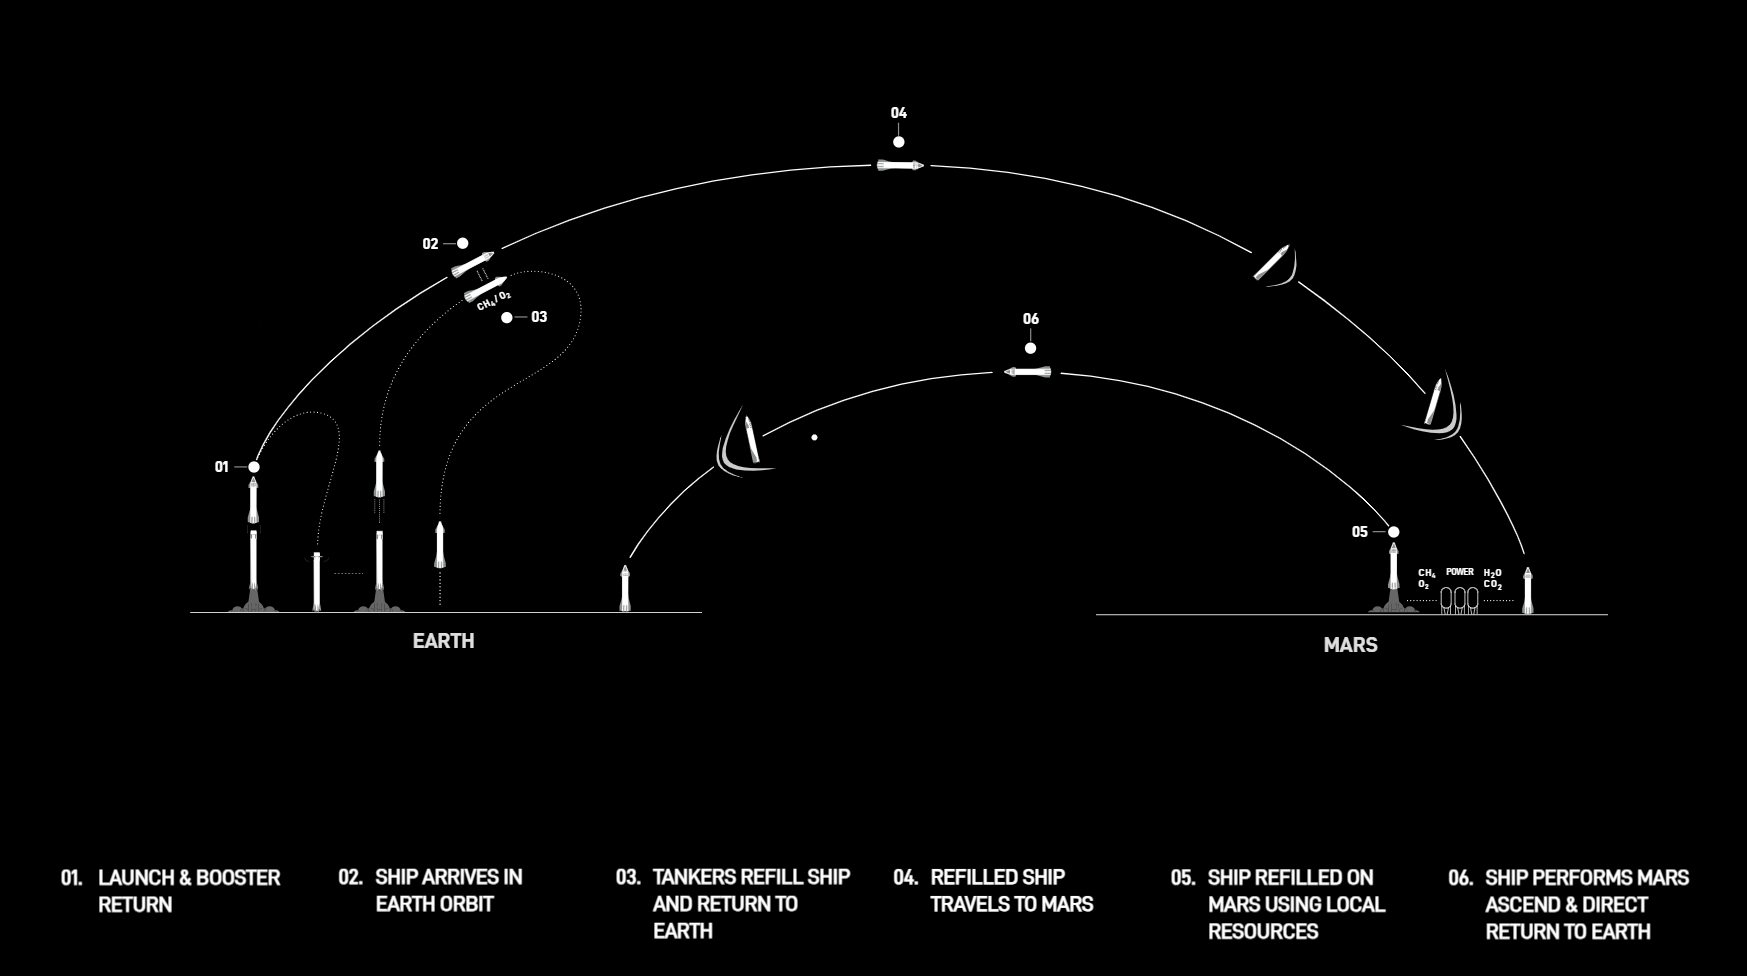 04
02
CH₄/O₂
03
06
01
05
CH₄
O₂
POWER
H₂O
CO₂
EARTH
MARS
01. LAUNCH & BOOSTER
RETURN
02. SHIP ARRIVES IN
EARTH ORBIT
03. TANKERS REFILL SHIP
AND RETURN TO
EARTH
04. REFILLED SHIP
TRAVELS TO MARS
05. SHIP REFILLED ON
MARS USING LOCAL
RESOURCES
06. SHIP PERFORMS MARS
ASCEND & DIRECT
RETURN TO EARTH